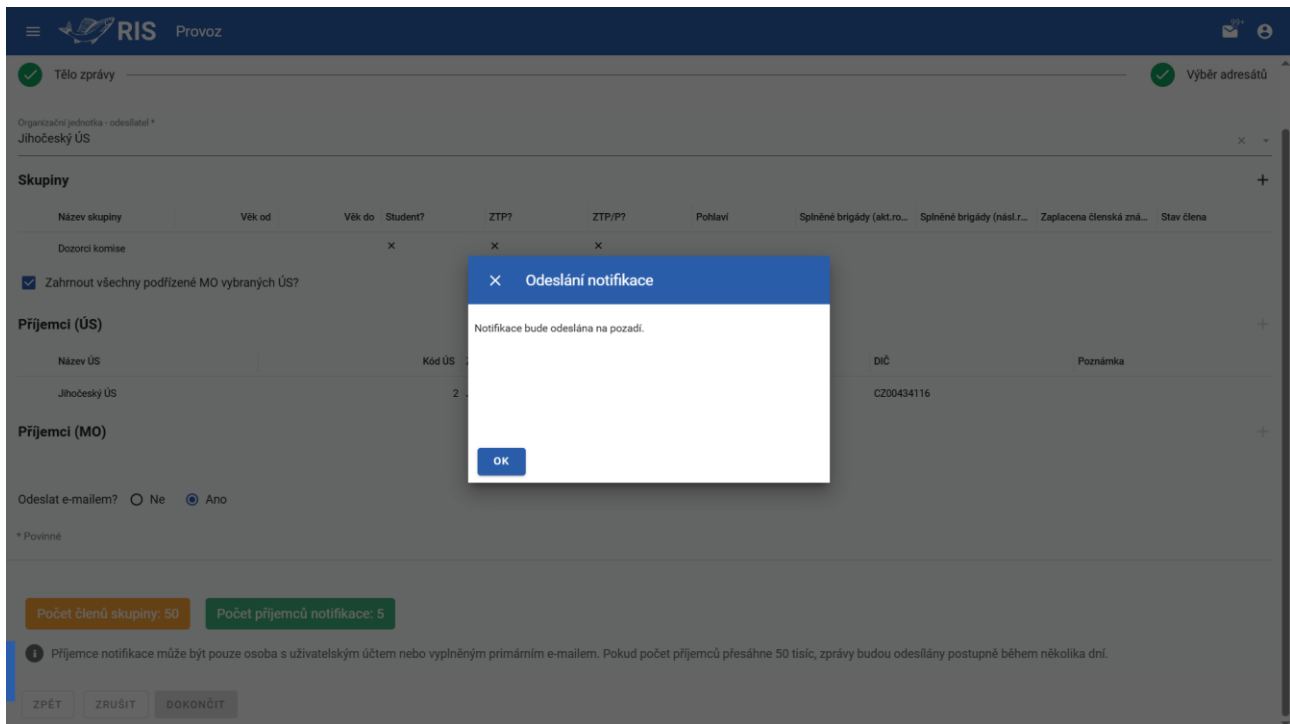 RIS Provoz 99+
Tělo zprávy Výběr adresátů
Organizační jednotka - odesílatel *
Jihočeský ÚS
Skupiny
Název skupiny Věk od Věk do Student? ZTP? ZTP/P? Pohlaví Splněné brigády (akt.ro... Splněné brigády (násl.r... Zaplacena členská zná... Stav člena
Dozorci komise
Zahrnout všechny podřízené MO vybraných ÚS?
Odeslání notifikace
Notifikace bude odeslána na pozadí.
OK
Příjemci (ÚS)
Název ÚS Kód ÚS DIČ Poznámka
Jihočeský ÚS 2 CZ00434116
Příjemci (MO)
Odeslat e-mailem? Ne Ano
* Povinné
Počet členů skupiny: 50 Počet příjemců notifikace: 5
Příjemce notifikace může být pouze osoba s uživatelským účtem nebo vyplněným primárním e-mailem. Pokud počet příjemců přesáhne 50 tisíc, zprávy budou odesílány postupně během několika dní.
ZPĚT ZRUŠIT DOKONČIT